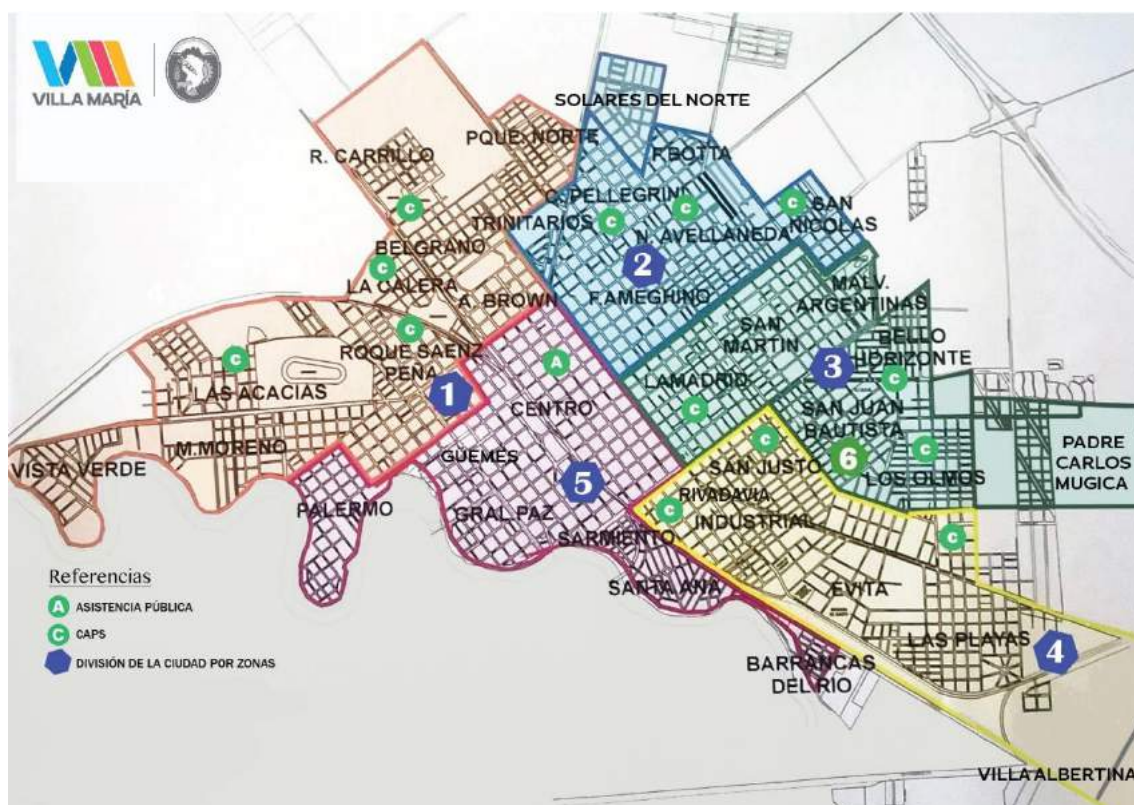 VILLA MARÍA
SOLARES DEL NORTE
PQUE. NORTE
R. CARRILLO
F.BOTTA
C. PELLEGRINI
TRINITARIOS
SAN
NICOLAS
N. AVELLANEDA
BELGRANO
2
LA CALERA
A. BROWN
F.AMEGHINO
MALV.
ARGENTINAS
SAN
MARTIN
BELLO
HORIZONTE
ROQUE SAENZ
PEÑA
A
3
LAS ACACIAS
1
LAMADRID
CENTRO
SAN JUAN
BAUTISTA
M.MORENO
GÜEMES
PADRE
CARLOS
MUGICA
VISTA VERDE
SAN JUSTO
6
LOS OLMOS
5
RIVADAVIA
PALERMO
GRAL.PAZ
INDUSTRIAL
SARMIENTO
SANTA ANA
EVITA
LAS PLAYAS
4
BARRANCAS
DEL RIO
VILLA ALBERTINA
C
C
C
C
C
C
C
C
C
C
C
C
Referencias
A ASISTENCIA PÚBLICA
C CAPS
DIVISIÓN DE LA CIUDAD POR ZONAS